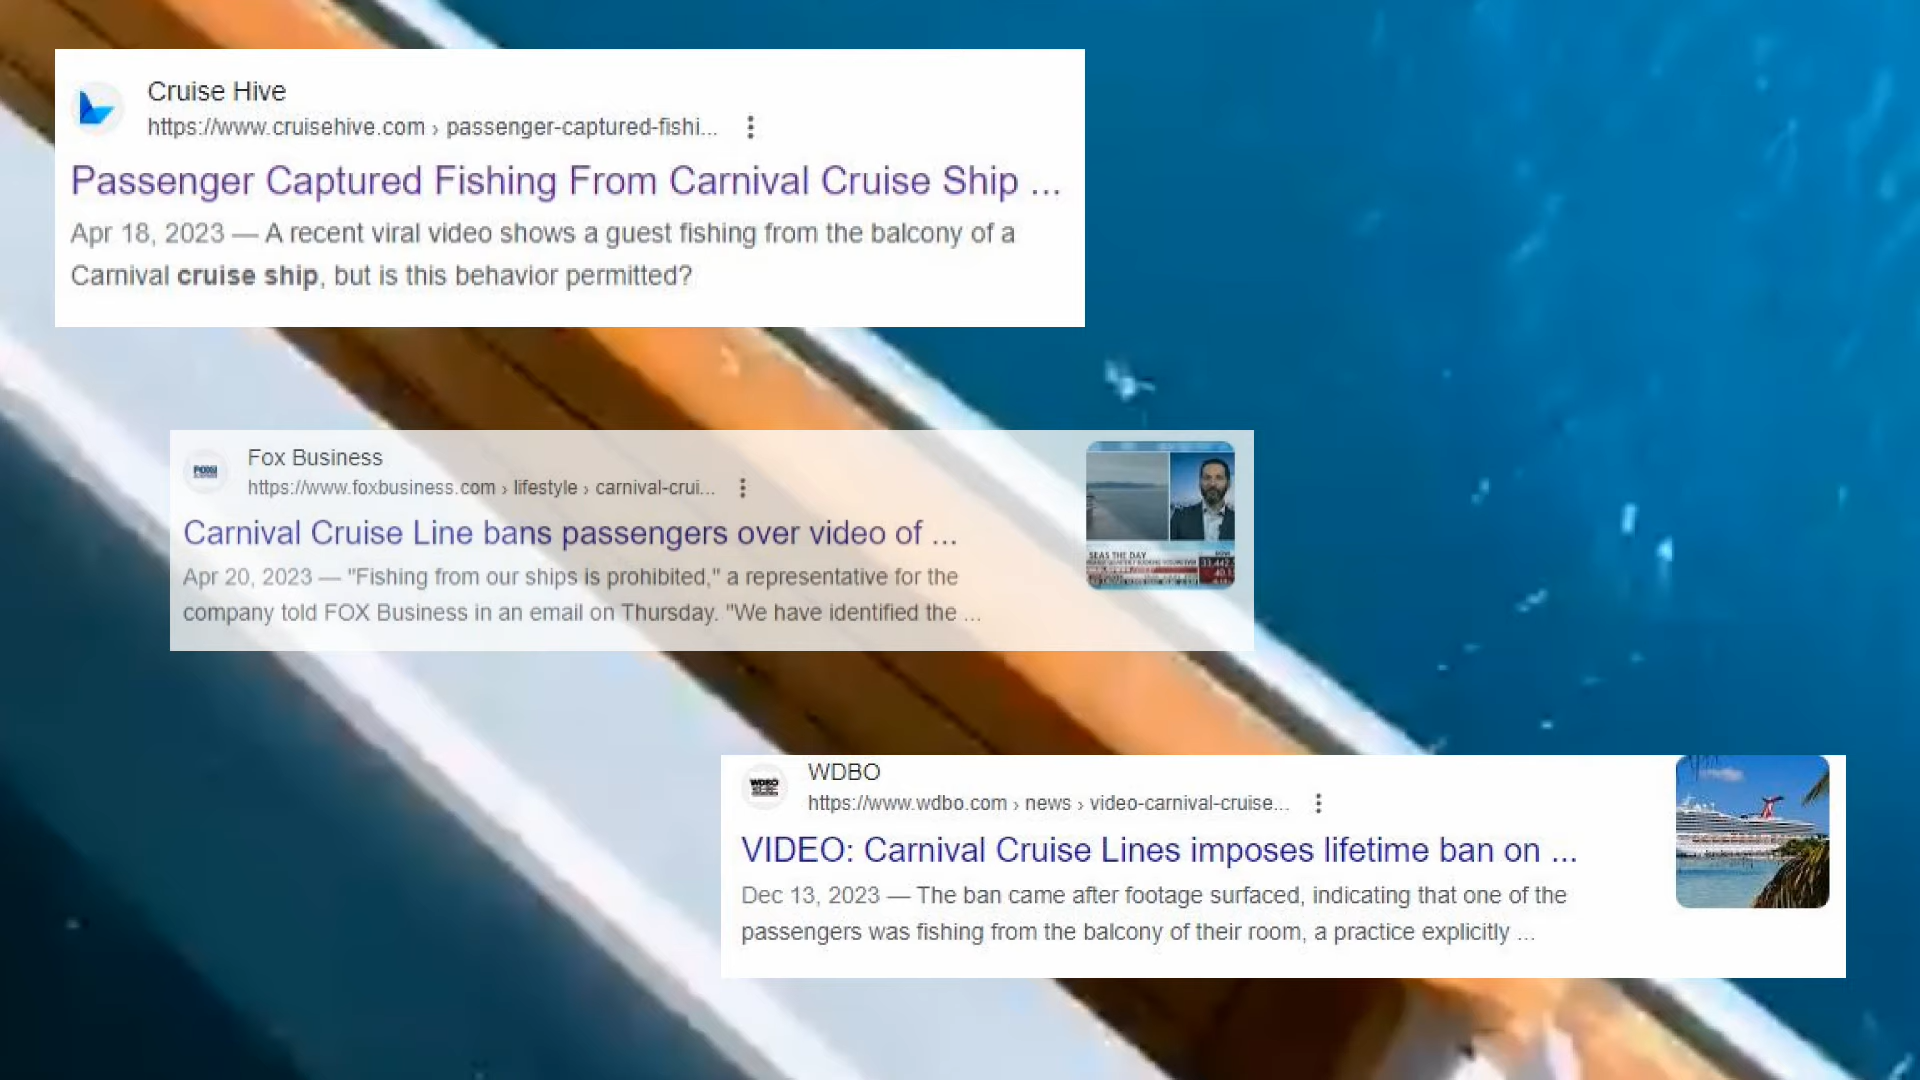 Cruise Hive
https://www.cruisehive.com › passenger-captured-fishi...
Passenger Captured Fishing From Carnival Cruise Ship ...
Apr 18, 2023 — A recent viral video shows a guest fishing from the balcony of a
Carnival cruise ship, but is this behavior permitted?
Fox Business
https://www.foxbusiness.com › lifestyle › carnival-crui...
Carnival Cruise Line bans passengers over video of ...
Apr 20, 2023 — "Fishing from our ships is prohibited," a representative for the
company told FOX Business in an email on Thursday. "We have identified the ...
SEAS THE DAY
WDBO
WDBO
https://www.wdbo.com › news › video-carnival-cruise...
VIDEO: Carnival Cruise Lines imposes lifetime ban on ...
Dec 13, 2023 — The ban came after footage surfaced, indicating that one of the
passengers was fishing from the balcony of their room, a practice explicitly ...